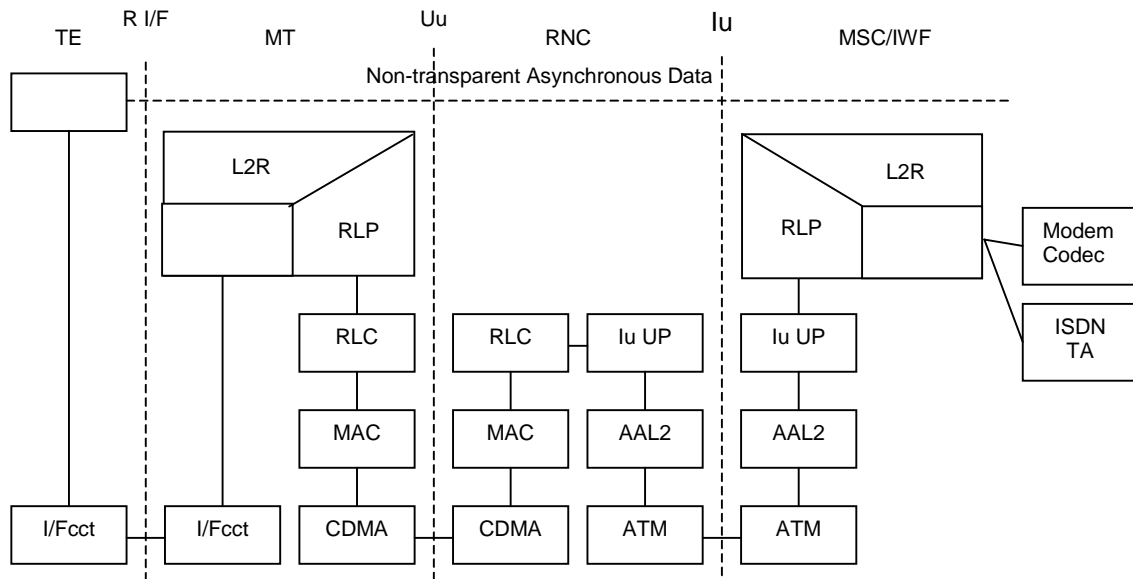 R I/F
Uu
Iu
TE
MT
RNC
MSC/IWF
Non-transparent Asynchronous Data
L2R
L2R
RLP
RLP
Modem
Codec
ISDN
TA
RLC
RLC
Iu UP
Iu UP
MAC
MAC
AAL2
AAL2
I/Fcct
I/Fcct
CDMA
CDMA
ATM
ATM